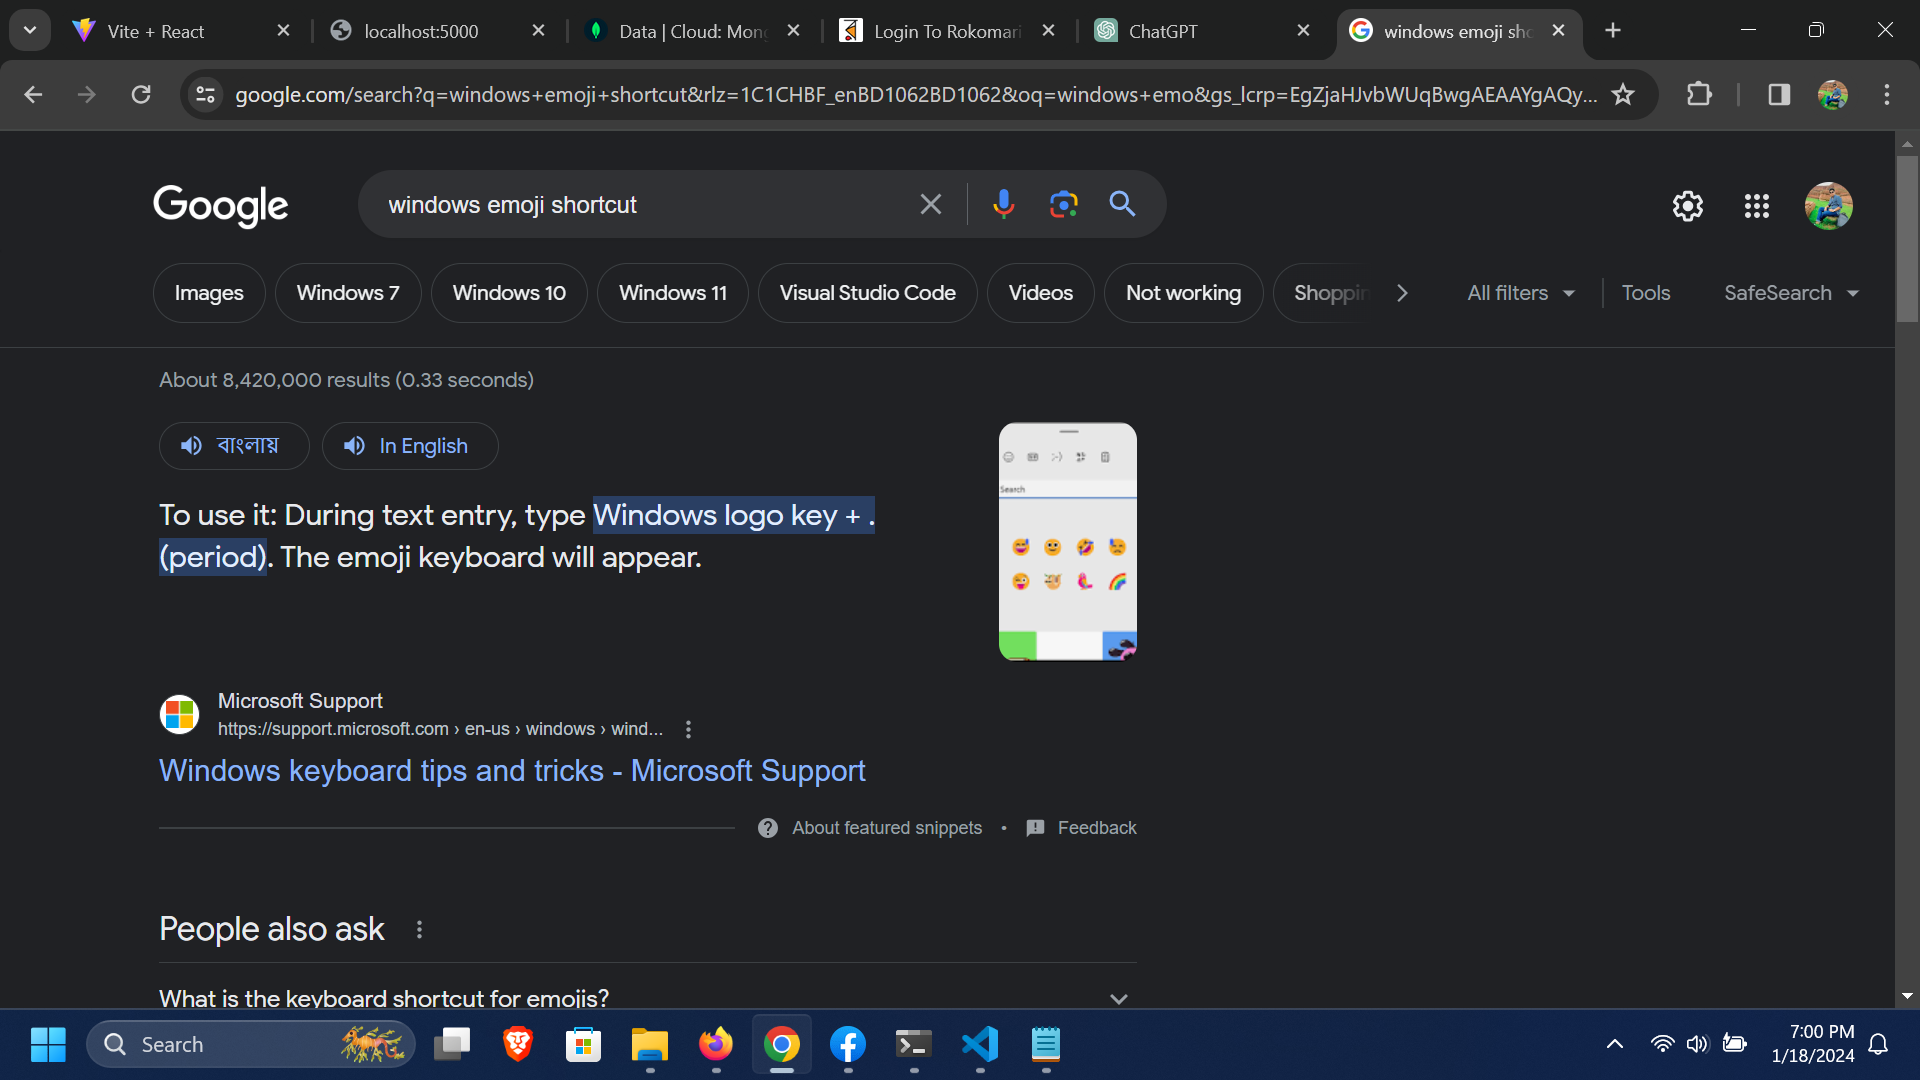 Vite + React
localhost:5000
Data | Cloud: Mong
Login To Rokomari
ChatGPT
windows emoji sho
google.com/search?q=windows+emoji+shortcut&rlz=1C1CHBF_enBD1062BD1062&oq=windows+emo&gs_lcrp=EgZjaHJvbWUqBwgAEAAYgAQy...
Google
windows emoji shortcut
Images
Windows 7
Windows 10
Windows 11
Visual Studio Code
Videos
Not working
Shoppin
All filters
Tools
SafeSearch
About 8,420,000 results (0.33 seconds)
বাংলায়
In English
To use it: During text entry, type Windows logo key + .
(period). The emoji keyboard will appear.
Search
Microsoft Support
https://support.microsoft.com › en-us › windows › wind...
Windows keyboard tips and tricks - Microsoft Support
About featured snippets • Feedback
People also ask
What is the keyboard shortcut for emojis?
Search
7:00 PM
1/18/2024